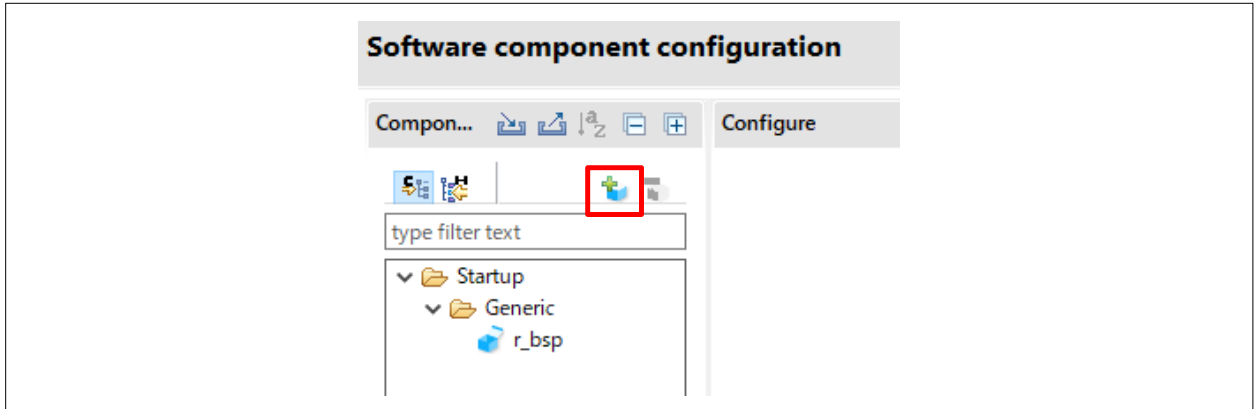 Software component configuration
Compon... Configure
type filter text
Startup
Generic
r_bsp